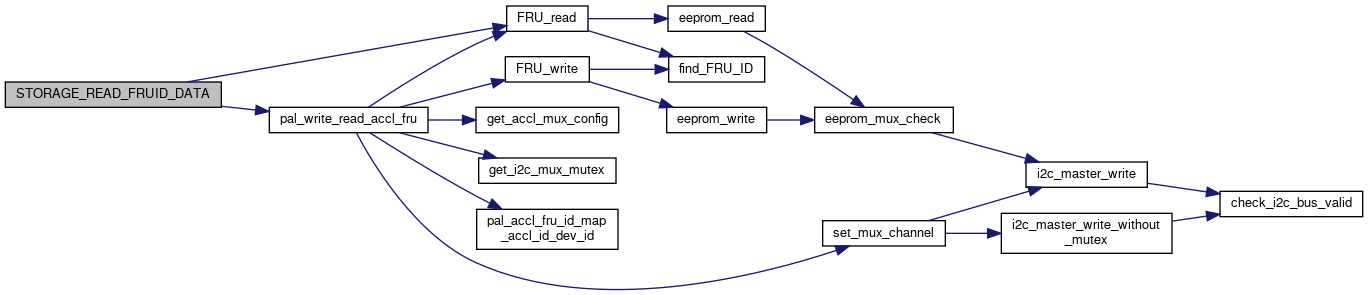 STORAGE_READ_FRUID_DATA
pal_write_read_accl_fru
FRU_read
FRU_write
get_accl_mux_config
get_i2c_mux_mutex
pal_accl_fru_id_map
_accl_id_dev_id
eeprom_read
find_FRU_ID
eeprom_write
eeprom_mux_check
set_mux_channel
i2c_master_write
i2c_master_write_without
_mutex
check_i2c_bus_valid